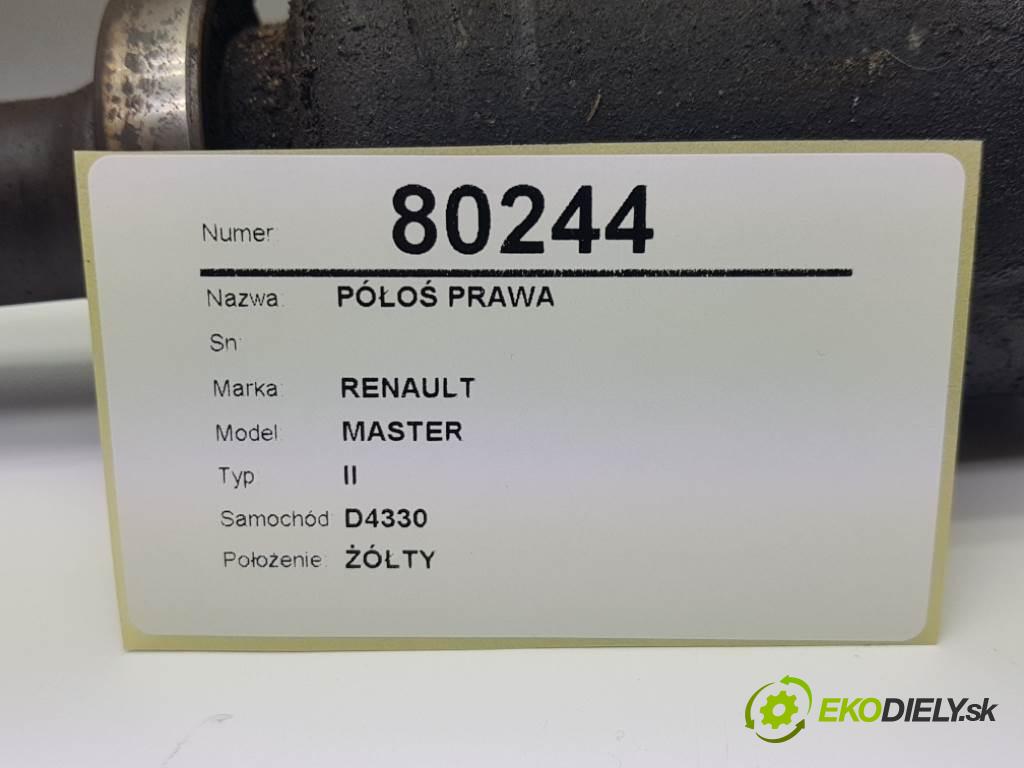 Numer: 80244
Nazwa: PÓŁOŚ PRAWA
Sn:
Marka: RENAULT
Model: MASTER
Typ II
Samochód D4330
Położenie: ŻÓŁTY
EKODIELY.sk